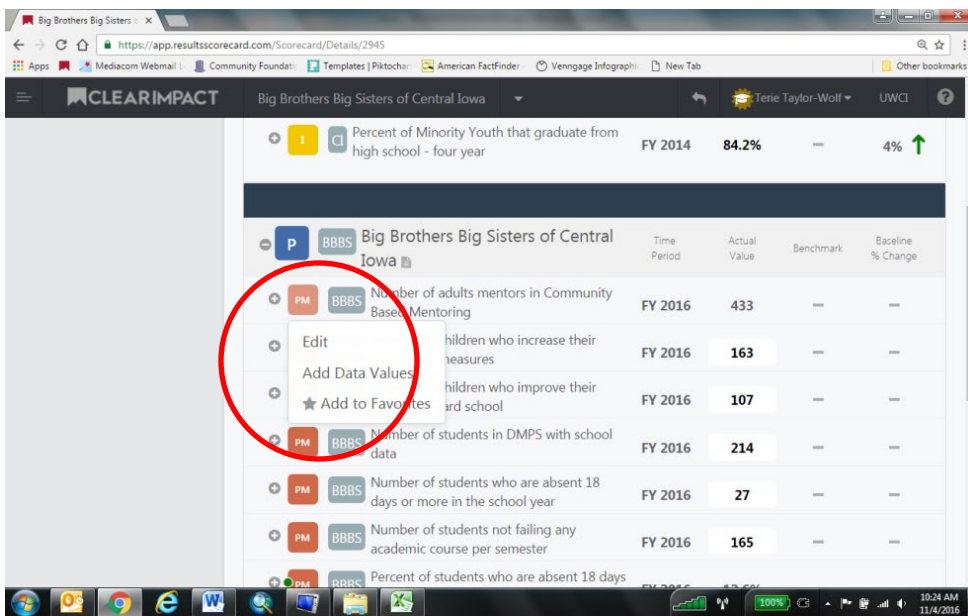 Big Brothers Big Sisters c
https://app.resultsscorecard.com/Scorecard/Details/2945
Apps Mediacom Webmail L Community Foundati Templates | Piktochar American FactFinder - Venngage Infographi New Tab Other bookmarks
CLEARIMPACT Big Brothers Big Sisters of Central Iowa Terie Taylor-Wolf UWCI ?
I CI Percent of Minority Youth that graduate from
high school - four year FY 2014 84.2% — 4%
P BBBS Big Brothers Big Sisters of Central
Iowa
Time Period Actual Value Benchmark Baseline % Change
PM BBBS Number of adults mentors in Community
Based Mentoring FY 2016 433 — —
Edit
Add Data Values
Add to Favorites
hildren who increase their
measures FY 2016 163 — —
hildren who improve their
ard school FY 2016 107 — —
PM BBBS Number of students in DMPS with school
data FY 2016 214 — —
PM BBBS Number of students who are absent 18
days or more in the school year FY 2016 27 — —
PM BBBS Number of students not failing any
academic course per semester FY 2016 165 — —
PM BBBS Percent of students who are absent 18 days
FY 2016 12.6%
100%
10:24 AM
11/4/2016